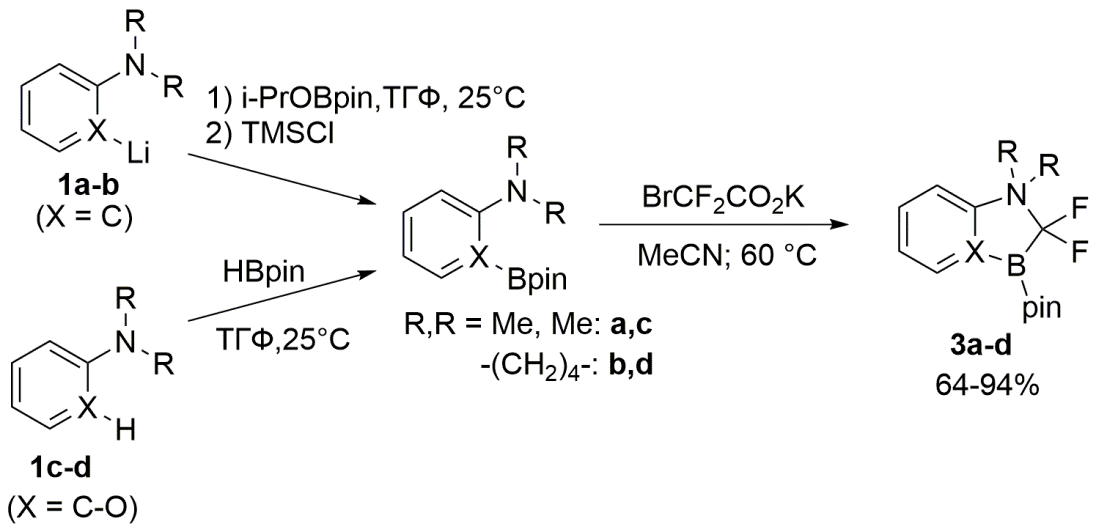 R
N
R
X
Li
1a-b
(X = C)
1) i-PrOBpin,ТГФ, 25°C
2) TMSCl
R
N
R
X
H
1c-d
(X = C-O)
HBpin
ТГФ,25°C
R
N
R
X
Bpin
R,R = Me, Me: a,c
-(CH₂)₄-: b,d
BrCF₂CO₂K
MeCN; 60 °C
R
R
N
F
F
X
B
pin
3a-d
64-94%